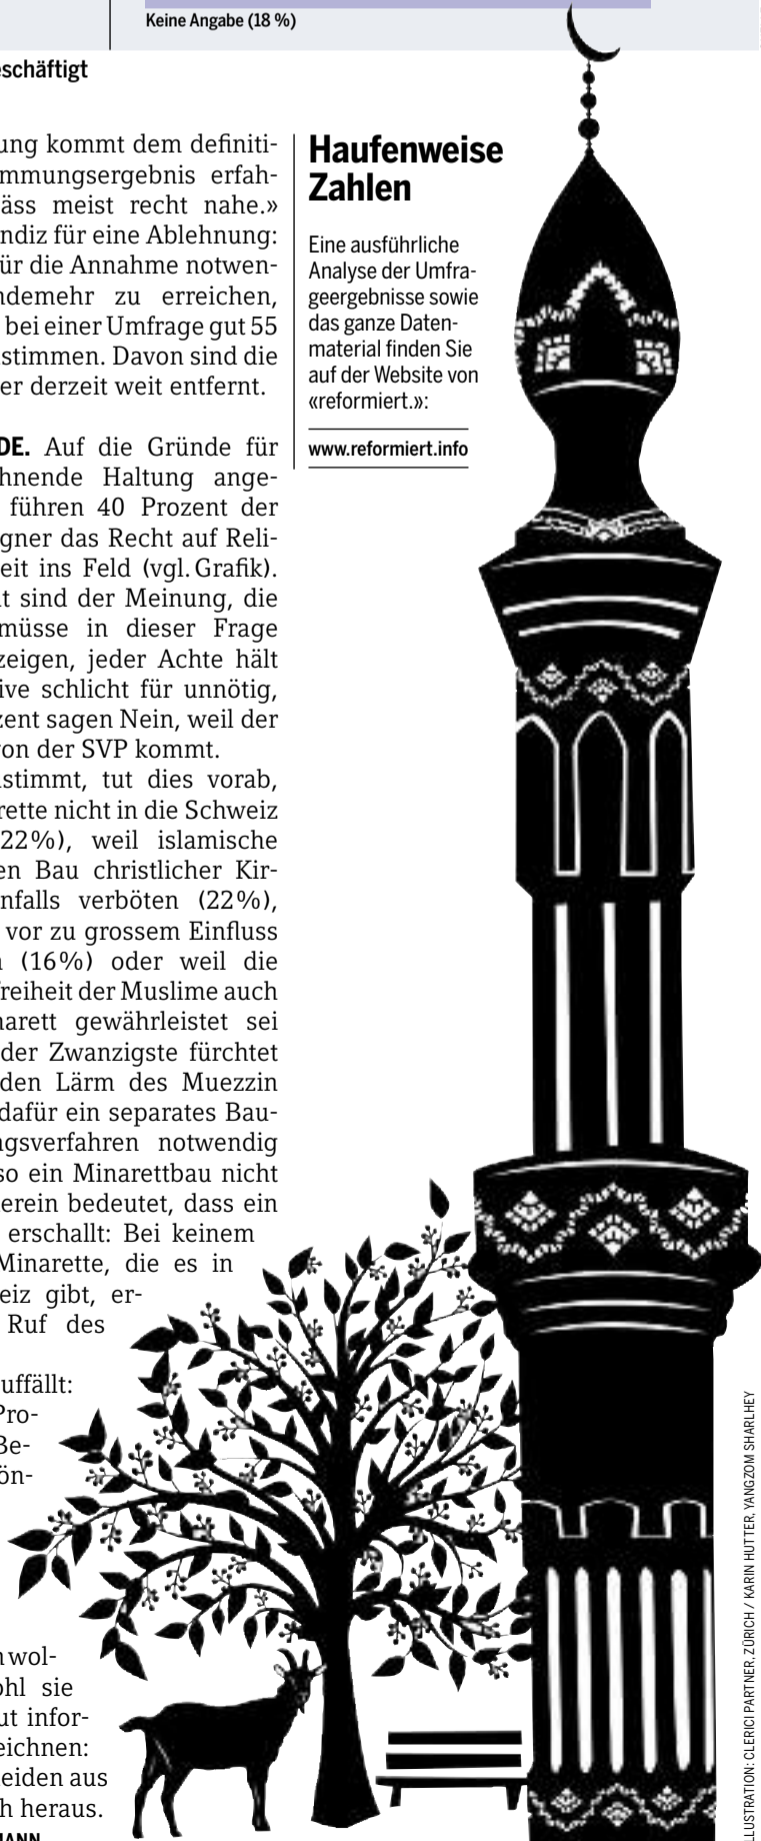 Keine Angabe (18 %)
eschäftigt
ung kommt dem definiti-
mmungsergebnis erfah-
äss meist recht nahe.»
ndiz für eine Ablehnung:
ür die Annahme notwen-
ndemehr zu erreichen,
bei einer Umfrage gut 55
stimmen. Davon sind die
er derzeit weit entfernt.
DE. Auf die Gründe für
hnende Haltung ange-
führen 40 Prozent der
gner das Recht auf Reli-
eit ins Feld (vgl. Grafik).
t sind der Meinung, die
müsse in dieser Frage
zeigen, jeder Achte hält
ive schlicht für unnötig,
zent sagen Nein, weil der
von der SVP kommt.
stimmt, tut dies vorab,
rette nicht in die Schweiz
22%), weil islamische
en Bau christlicher Kir-
nfalls verböten (22%),
vor zu grossem Einfluss
n (16%) oder weil die
freiheit der Muslime auch
narett gewährleistet sei
der Zwanzigste fürchtet
den Lärm des Muezzin
dafür ein separates Bau-
ngsverfahren notwendig
so ein Minarettbau nicht
erein bedeutet, dass ein
erschallt: Bei keinem
Minarette, die es in
eiz gibt, er-
Ruf des
uffällt:
Pro-
Be-
ön-
nwol-
ohl sie
ut infor-
eichnen:
eiden aus
h heraus.
MANN
Haufenweise
Zahlen
Eine ausführliche
Analyse der Umfra-
geergebnisse sowie
das ganze Daten-
material finden Sie
auf der Website von
«reformiert.»:
www.reformiert.info
LLUSTRATION: CLERICI PARTNER, ZÜRICH / KARIN HUTTER, YANGZOM SHARLHEY